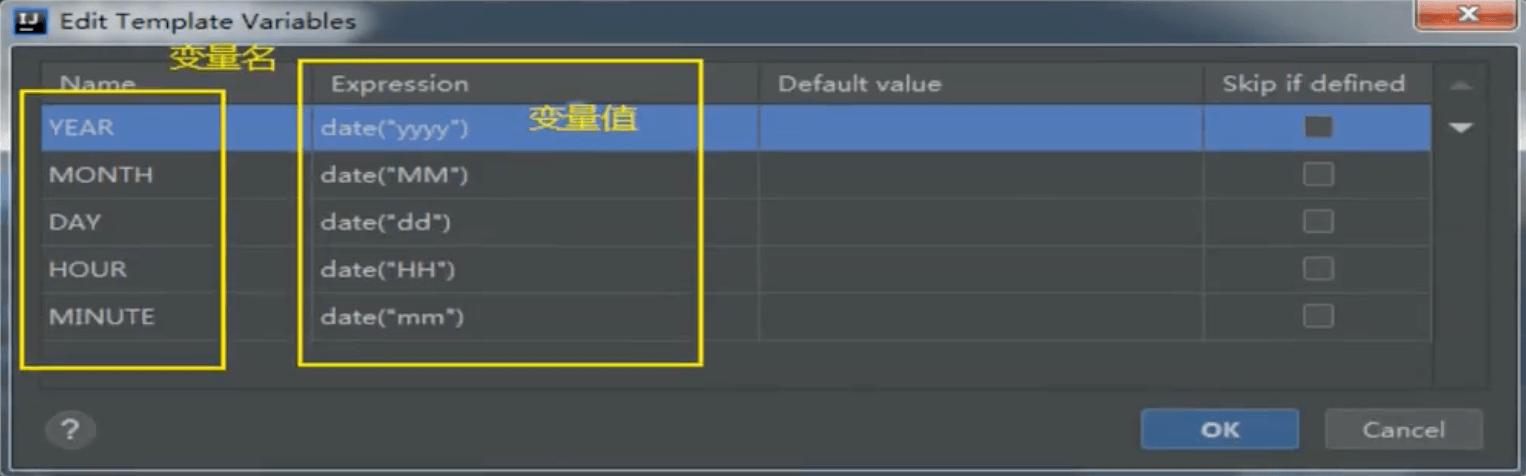 IJ Edit Template Variables
变量名
Name Expression Default value Skip if defined
变量值
YEAR date("yyyy")
MONTH date("MM")
DAY date("dd")
HOUR date("HH")
MINUTE date("mm")
? OK Cancel